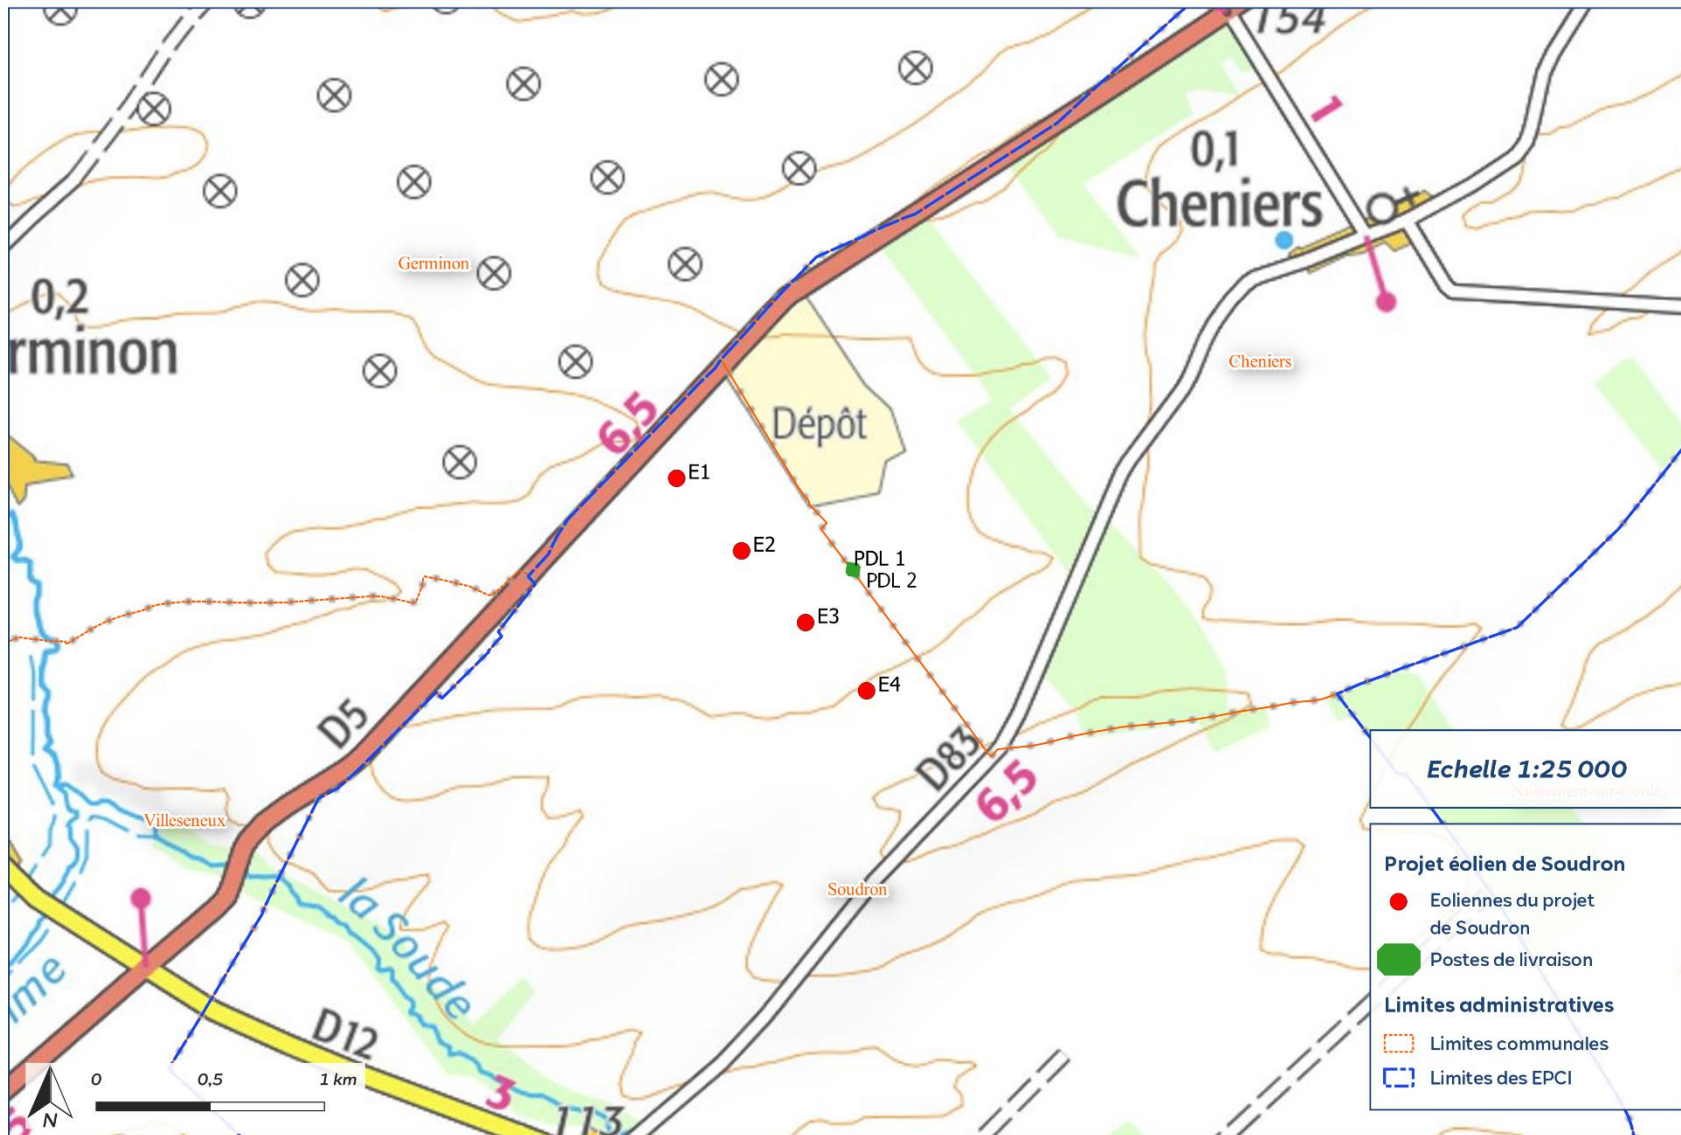 154
1
0,1
Cheniers
Germinon
0,2
rminon
Cheniers
6,5
Dépôt
E1
E2
PDL 1
PDL 2
E3
E4
D5
D83
6,5
Echelle 1:25 000
Nuisement-sur-Coole
Villeseneux
Soudron
la Soude
Projet éolien de Soudron
Eoliennes du projet
de Soudron
Postes de livraison
Limites administratives
Limites communales
Limites des EPCI
D12
3
113
0 0,5 1 km
N